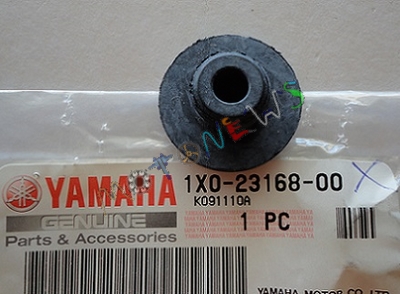 YAMAHA 1X0-23168-00
K091110A
GENUINE 1 PC
Parts & Accessories
YAMAHA MOTOR CO.,LTD.
NEWS